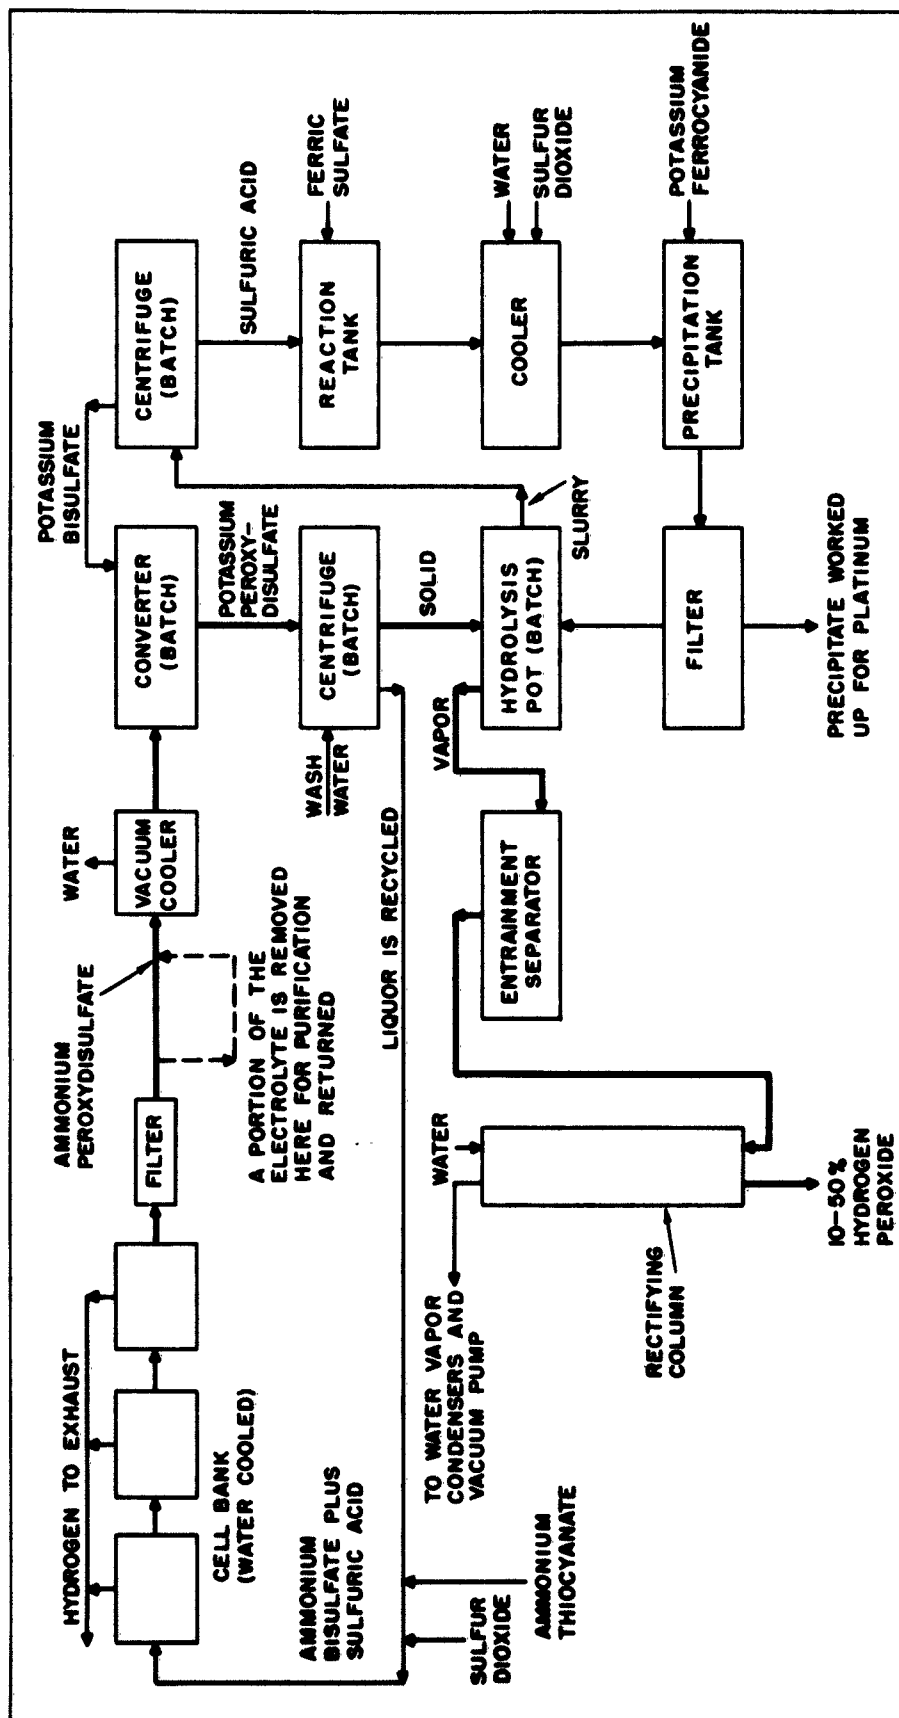 HYDROGEN TO EXHAUST
CELL BANK
(WATER COOLED)
FILTER
AMMONIUM
PEROXYDISULFATE
A PORTION OF THE
ELECTROLYTE IS REMOVED
HERE FOR PURIFICATION
AND RETURNED
WATER
VACUUM
COOLER
CONVERTER
(BATCH)
POTASSIUM
BISULFATE
CENTRIFUGE
(BATCH)
SULFURIC ACID
POTASSIUM
PEROXY-
DISULFATE
WASH
WATER
CENTRIFUGE
(BATCH)
REACTION
TANK
FERRIC
SULFATE
AMMONIUM
BISULFATE PLUS
SULFURIC ACID
LIQUOR IS RECYCLED
SOLID
SULFUR
DIOXIDE
AMMONIUM
THIOCYANATE
TO WATER VAPOR
CONDENSERS AND
VACUUM PUMP
WATER
VAPOR
ENTRAINMENT
SEPARATOR
HYDROLYSIS
POT (BATCH)
SLURRY
COOLER
WATER
SULFUR
DIOXIDE
RECTIFYING
COLUMN
10-50%
HYDROGEN
PEROXIDE
FILTER
PRECIPITATE WORKED
UP FOR PLATINUM
PRECIPITATION
TANK
POTASSIUM
FERROCYANIDE